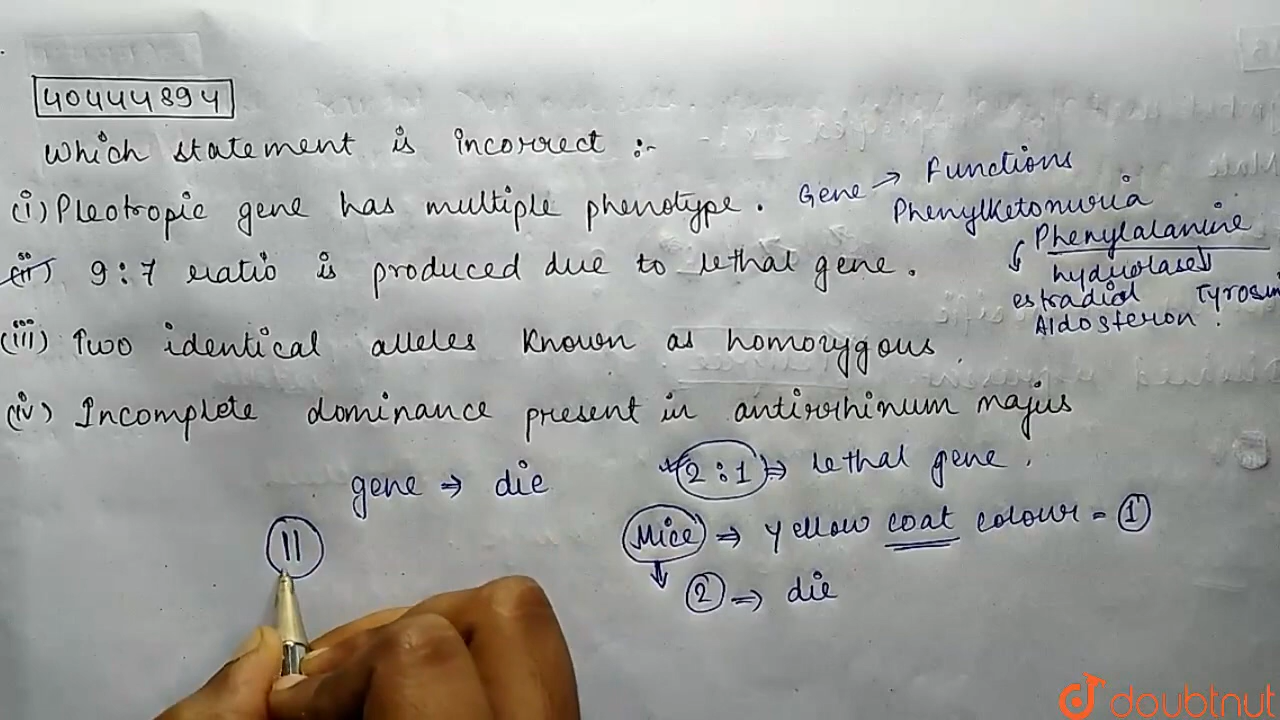 40444894
Which statement is incorrect :-
(i) Pleotropic gene has multiple phenotype.
Gene → Functions
Phenylketonuria
Phenylalanine
hydrolases
estradiol Tyrosin
Aldosteron.
(ii) 9:7 ratio is produced due to lethal gene.
(iii) Two identical alleles known as homozygous.
(iv) Incomplete dominance present in antirrhinum majus
gene ⇒ die
2:1 ⇒ lethal gene.
11
Mice ⇒ Yellow coat colour = 1
↓ 2 ⇒ die
doubtnut